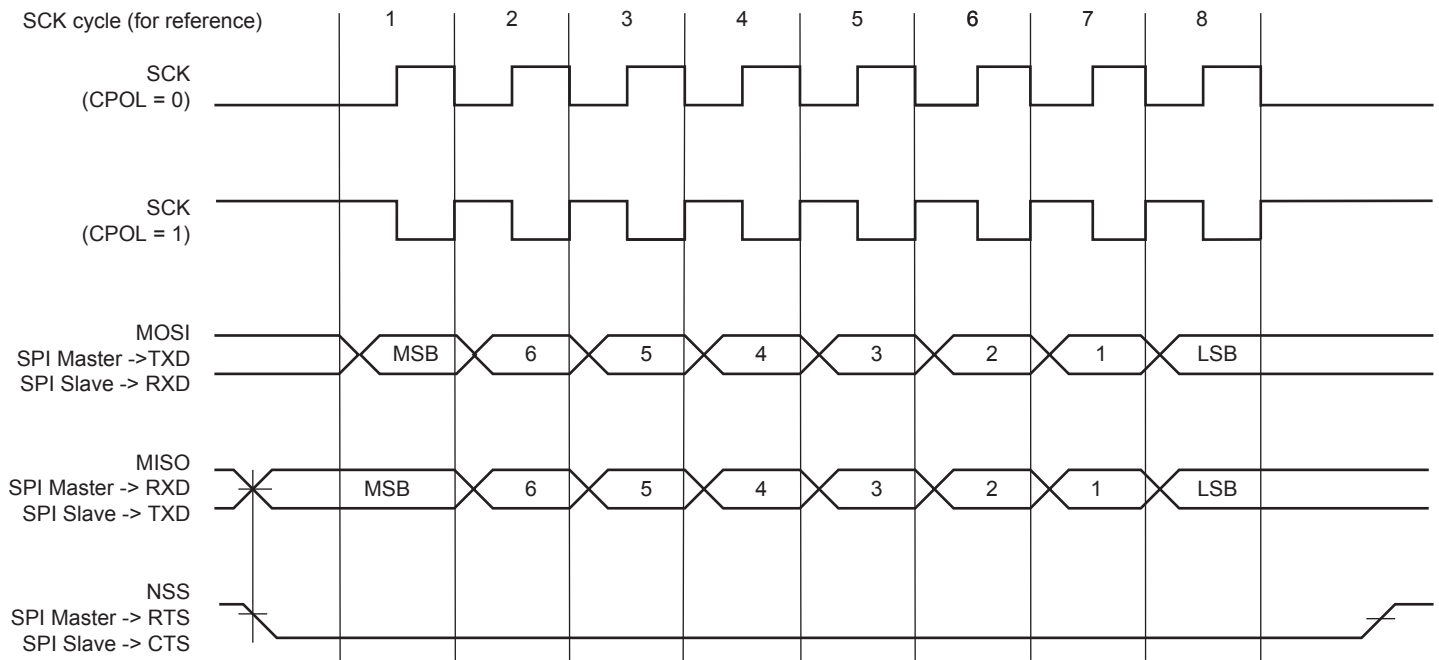 SCK cycle (for reference) 1 2 3 4 5 6 7 8
SCK
(CPOL = 0)
SCK
(CPOL = 1)
MOSI
SPI Master ->TXD
SPI Slave -> RXD
MSB 6 5 4 3 2 1 LSB
MISO
SPI Master -> RXD
SPI Slave -> TXD
MSB 6 5 4 3 2 1 LSB
NSS
SPI Master -> RTS
SPI Slave -> CTS